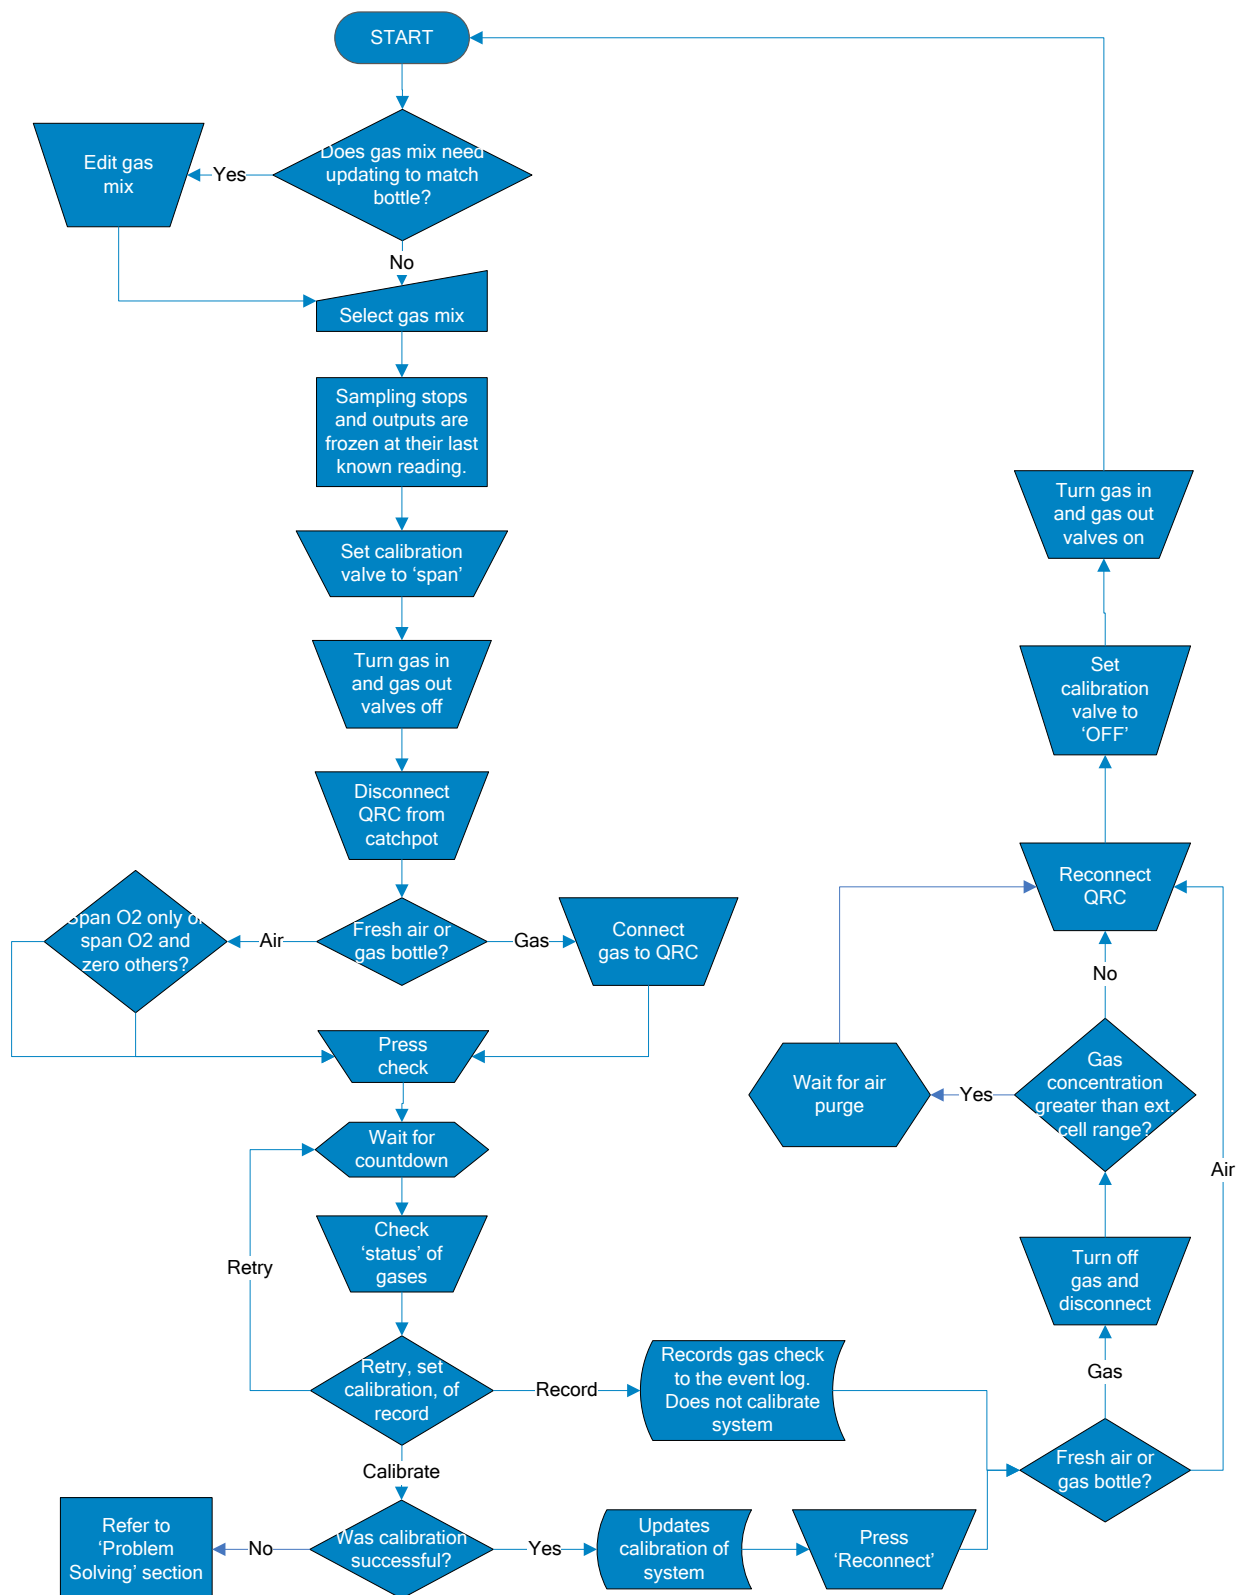 START
Does gas mix need
updating to match
bottle?
Yes
Edit gas
mix
No
Select gas mix
Sampling stops
and outputs are
frozen at their last
known reading.
Set calibration
valve to ‘span’
Turn gas in
and gas out
valves off
Disconnect
QRC from
catchpot
Fresh air or
gas bottle?
Air
Span O2 only or
span O2 and
zero others?
Gas
Connect
gas to QRC
Press
check
Wait for
countdown
Check
‘status’ of
gases
Retry
Retry, set
calibration, of
record
Record
Records gas check
to the event log.
Does not calibrate
system
Calibrate
Was calibration
successful?
No
Refer to
‘Problem
Solving’ section
Yes
Updates
calibration of
system
Press
‘Reconnect’
Fresh air or
gas bottle?
Gas
Air
Turn off
gas and
disconnect
Gas
concentration
greater than ext.
cell range?
Yes
Wait for air
purge
No
Reconnect
QRC
Set
calibration
valve to
‘OFF’
Turn gas in
and gas out
valves on